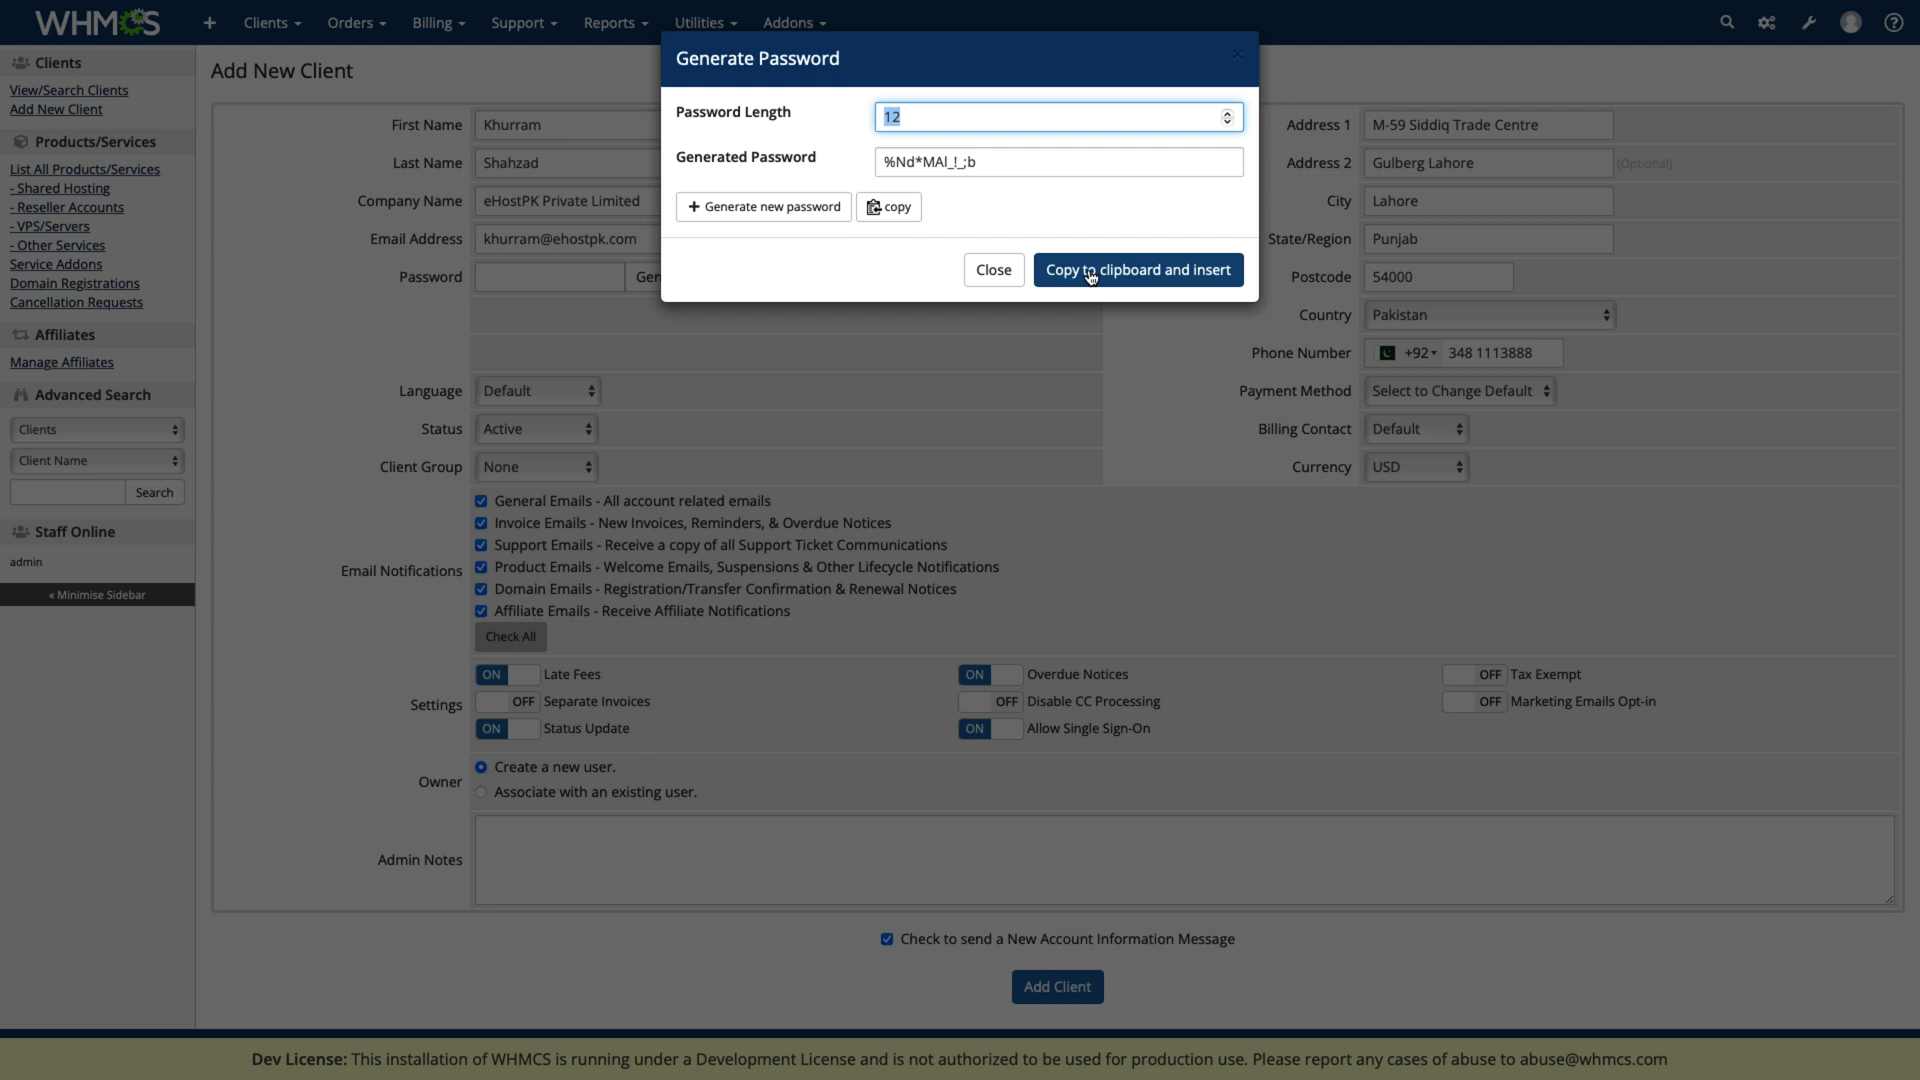 WHMCS
Clients
Orders
Billing
Support
Reports
Utilities
Addons
Clients
View/Search Clients
Add New Client
Products/Services
List All Products/Services
- Shared Hosting
- Reseller Accounts
- VPS/Servers
- Other Services
Service Addons
Domain Registrations
Cancellation Requests
Affiliates
Manage Affiliates
Advanced Search
Clients
Client Name
Search
Staff Online
admin
« Minimise Sidebar
Add New Client
Generate Password
Password Length
12
Generated Password
%Nd*MAl_!_;b
+ Generate new password
copy
Close
Copy to clipboard and insert
First Name
Khurram
Last Name
Shahzad
Company Name
eHostPK Private Limited
Email Address
khurram@ehostpk.com
Password
Gen
Language
Default
Status
Active
Client Group
None
Address 1
M-59 Siddiq Trade Centre
Address 2
Gulberg Lahore
(Optional)
City
Lahore
State/Region
Punjab
Postcode
54000
Country
Pakistan
Phone Number
+92
348 1113888
Payment Method
Select to Change Default
Billing Contact
Default
Currency
USD
Email Notifications
General Emails - All account related emails
Invoice Emails - New Invoices, Reminders, & Overdue Notices
Support Emails - Receive a copy of all Support Ticket Communications
Product Emails - Welcome Emails, Suspensions & Other Lifecycle Notifications
Domain Emails - Registration/Transfer Confirmation & Renewal Notices
Affiliate Emails - Receive Affiliate Notifications
Check All
Settings
ON Late Fees
ON Overdue Notices
OFF Tax Exempt
OFF Separate Invoices
OFF Disable CC Processing
OFF Marketing Emails Opt-in
ON Status Update
ON Allow Single Sign-On
Owner
Create a new user.
Associate with an existing user.
Admin Notes
Check to send a New Account Information Message
Add Client
Dev License: This installation of WHMCS is running under a Development License and is not authorized to be used for production use. Please report any cases of abuse to abuse@whmcs.com